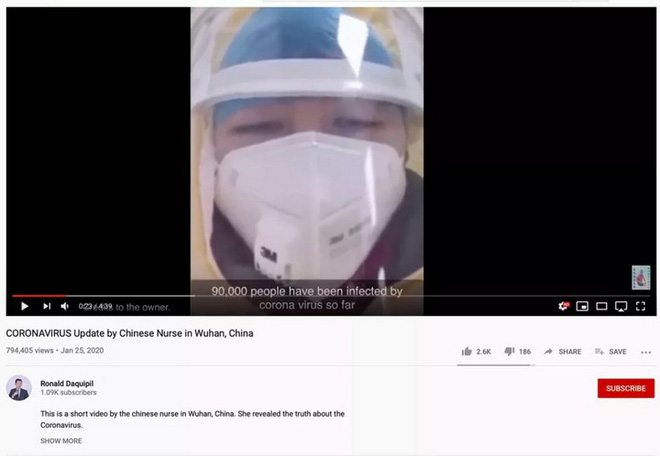 3M
3M
90,000 people have been infected by
corona virus so far
0:23 / 4:39
to the owner.
CORONAVIRUS Update by Chinese Nurse in Wuhan, China
794,405 views • Jan 25, 2020
2.6K
186
SHARE
SAVE
Ronald Daquipil
1.09K subscribers
SUBSCRIBE
This is a short video by the chinese nurse in Wuhan, China. She revealed the truth about the
Coronavirus.
SHOW MORE